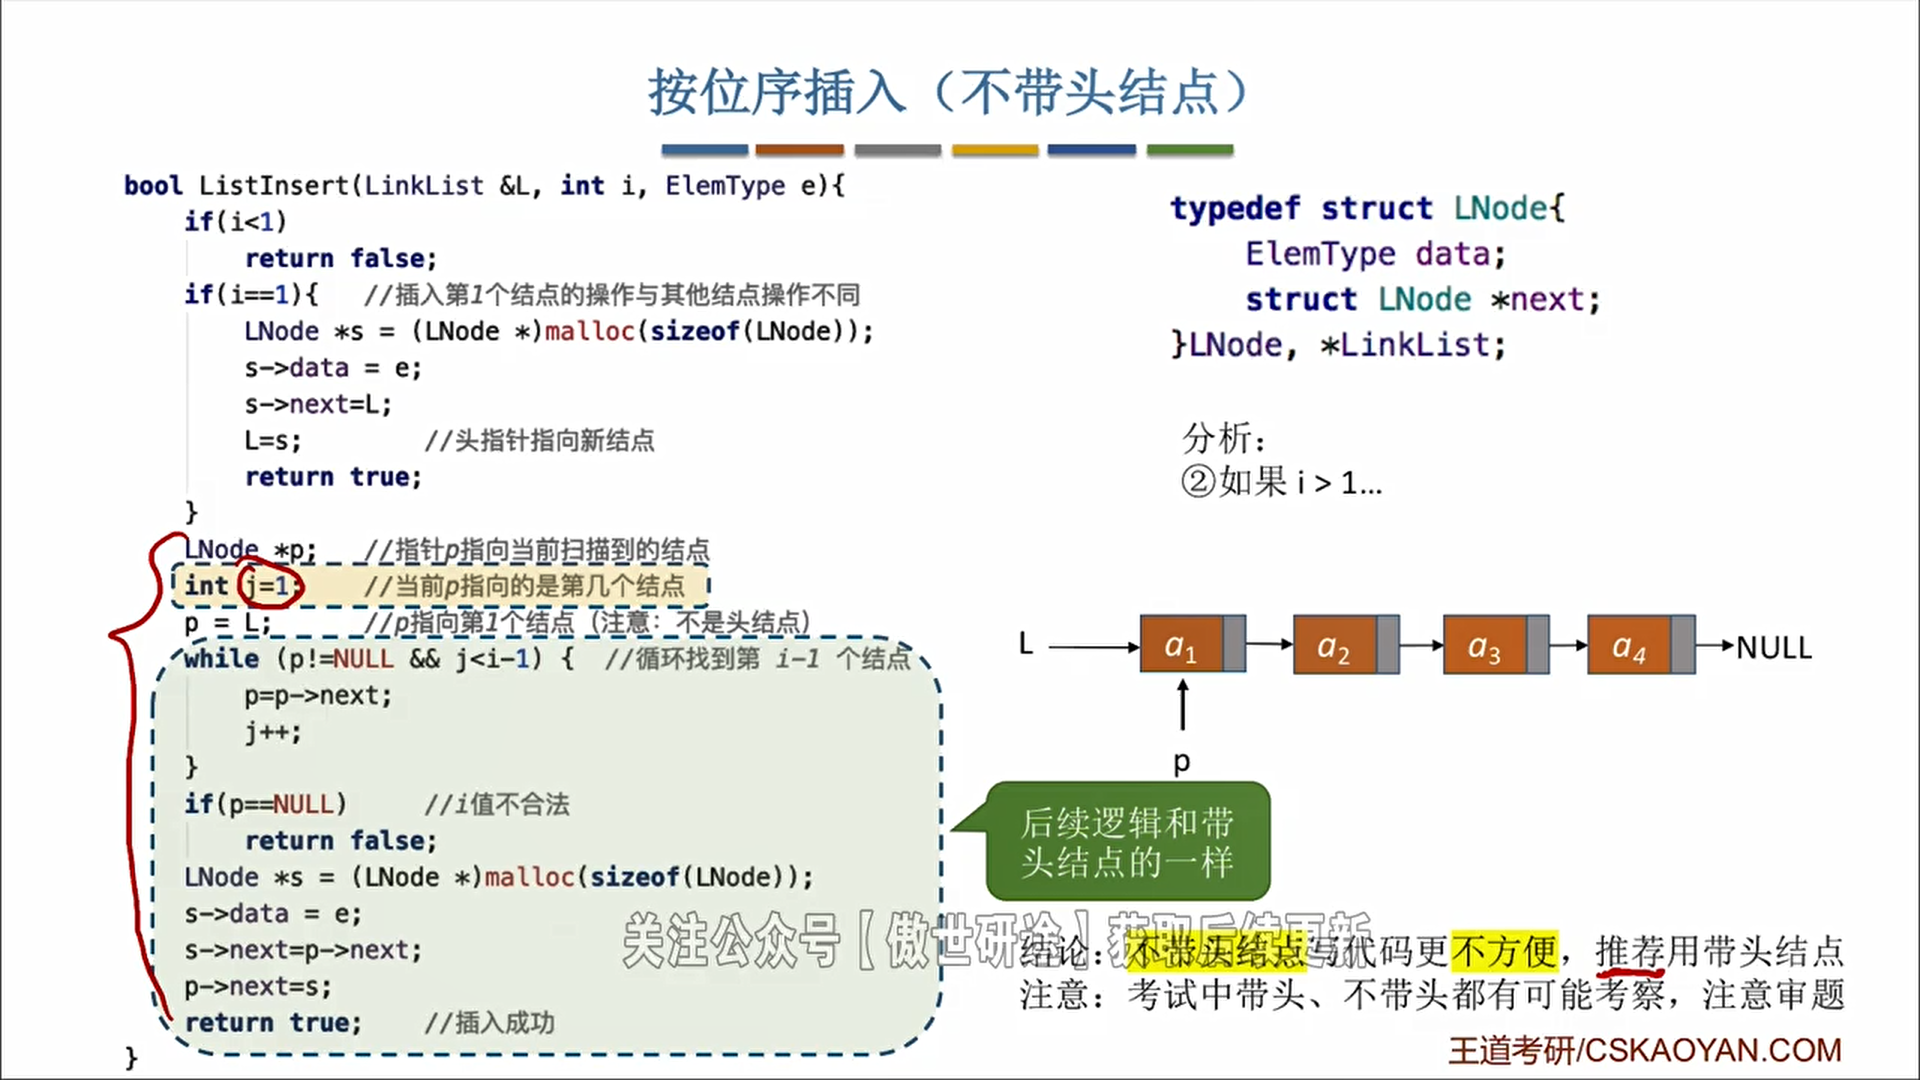 按位序插入（不带头结点）
bool ListInsert(LinkList &L, int i, ElemType e){
    if(i<1)
        return false;
    if(i==1){   //插入第1个结点的操作与其他结点操作不同
        LNode *s = (LNode *)malloc(sizeof(LNode));
        s->data = e;
        s->next=L;
        L=s;        //头指针指向新结点
        return true;
    }
    LNode *p;   //指针p指向当前扫描到的结点
    int j=1;    //当前p指向的是第几个结点
    p = L;      //p指向第1个结点（注意：不是头结点）
    while (p!=NULL && j<i-1) {  //循环找到第 i-1 个结点
        p=p->next;
        j++;
    }
    if(p==NULL)     //i值不合法
        return false;
    LNode *s = (LNode *)malloc(sizeof(LNode));
    s->data = e;
    s->next=p->next;
    p->next=s;
    return true;    //插入成功
}
typedef struct LNode{
    ElemType data;
    struct LNode *next;
}LNode, *LinkList;
分析：
②如果 i > 1…
L a1 a2 a3 a4 NULL
p
后续逻辑和带
头结点的一样
关注公众号【傲世研途】获取后续更新
结论：不带头结点写代码更不方便，推荐用带头结点
注意：考试中带头、不带头都有可能考察，注意审题
王道考研/CSKAOYAN.COM